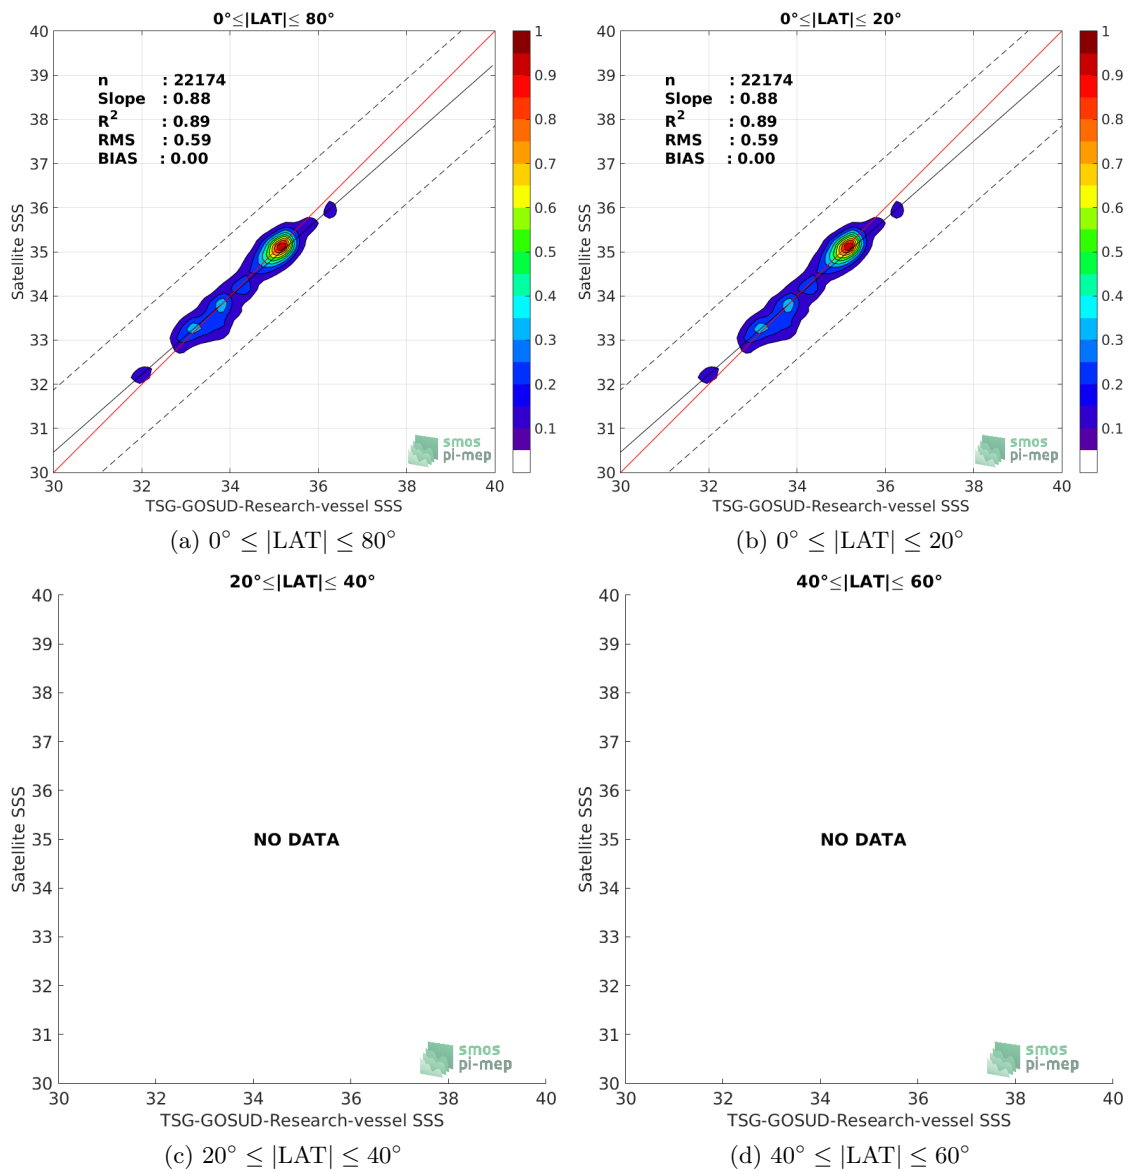 0°≤|LAT|≤ 80°
40
39
38
37
36
35
34
33
32
31
30
Satellite SSS
n : 22174
Slope : 0.88
R² : 0.89
RMS : 0.59
BIAS : 0.00
smos
pi-mep
30 32 34 36 38 40
TSG-GOSUD-Research-vessel SSS
1
0.9
0.8
0.7
0.6
0.5
0.4
0.3
0.2
0.1
(a) 0° ≤ |LAT| ≤ 80°
0°≤|LAT|≤ 20°
40
39
38
37
36
35
34
33
32
31
30
Satellite SSS
n : 22174
Slope : 0.88
R² : 0.89
RMS : 0.59
BIAS : 0.00
smos
pi-mep
30 32 34 36 38 40
TSG-GOSUD-Research-vessel SSS
1
0.9
0.8
0.7
0.6
0.5
0.4
0.3
0.2
0.1
(b) 0° ≤ |LAT| ≤ 20°
20°≤|LAT|≤ 40°
40
39
38
37
36
35
34
33
32
31
30
Satellite SSS
NO DATA
smos
pi-mep
30 32 34 36 38 40
TSG-GOSUD-Research-vessel SSS
(c) 20° ≤ |LAT| ≤ 40°
40°≤|LAT|≤ 60°
40
39
38
37
36
35
34
33
32
31
30
Satellite SSS
NO DATA
smos
pi-mep
30 32 34 36 38 40
TSG-GOSUD-Research-vessel SSS
(d) 40° ≤ |LAT| ≤ 60°